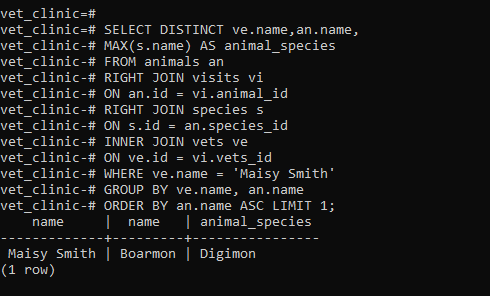 vet_clinic=#
vet_clinic=# SELECT DISTINCT ve.name,an.name,
vet_clinic-# MAX(s.name) AS animal_species
vet_clinic-# FROM animals an
vet_clinic-# RIGHT JOIN visits vi
vet_clinic-# ON an.id = vi.animal_id
vet_clinic-# RIGHT JOIN species s
vet_clinic-# ON s.id = an.species_id
vet_clinic-# INNER JOIN vets ve
vet_clinic-# ON ve.id = vi.vets_id
vet_clinic-# WHERE ve.name = 'Maisy Smith'
vet_clinic-# GROUP BY ve.name, an.name
vet_clinic-# ORDER BY an.name ASC LIMIT 1;
    name     |  name   | animal_species
-------------+---------+----------------
 Maisy Smith | Boarmon | Digimon
(1 row)